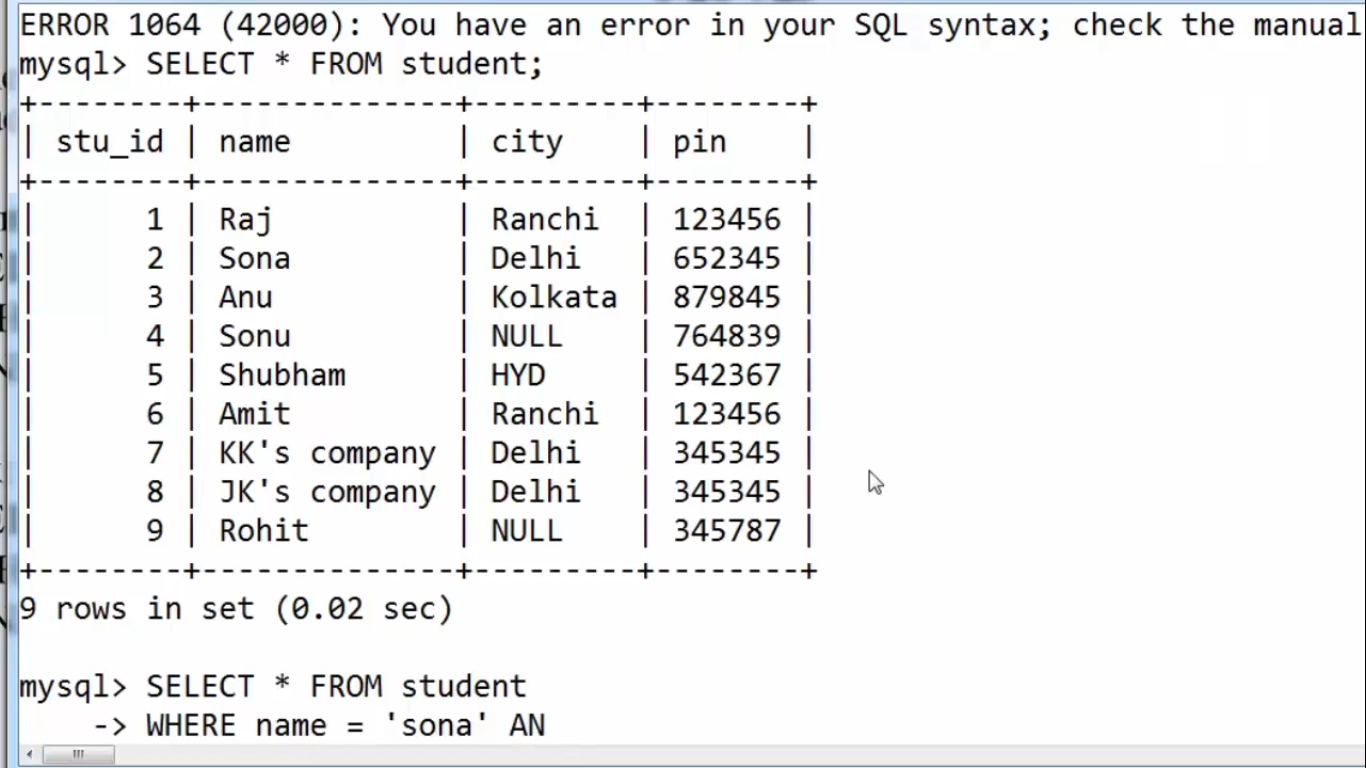 ERROR 1064 (42000): You have an error in your SQL syntax; check the manual
mysql> SELECT * FROM student;
+--------+--------------+---------+--------+
| stu_id | name         | city    | pin    |
+--------+--------------+---------+--------+
|      1 | Raj          | Ranchi  | 123456 |
|      2 | Sona         | Delhi   | 652345 |
|      3 | Anu          | Kolkata | 879845 |
|      4 | Sonu         | NULL    | 764839 |
|      5 | Shubham      | HYD     | 542367 |
|      6 | Amit         | Ranchi  | 123456 |
|      7 | KK's company | Delhi   | 345345 |
|      8 | JK's company | Delhi   | 345345 |
|      9 | Rohit        | NULL    | 345787 |
+--------+--------------+---------+--------+
9 rows in set (0.02 sec)
mysql> SELECT * FROM student
    -> WHERE name = 'sona' AN